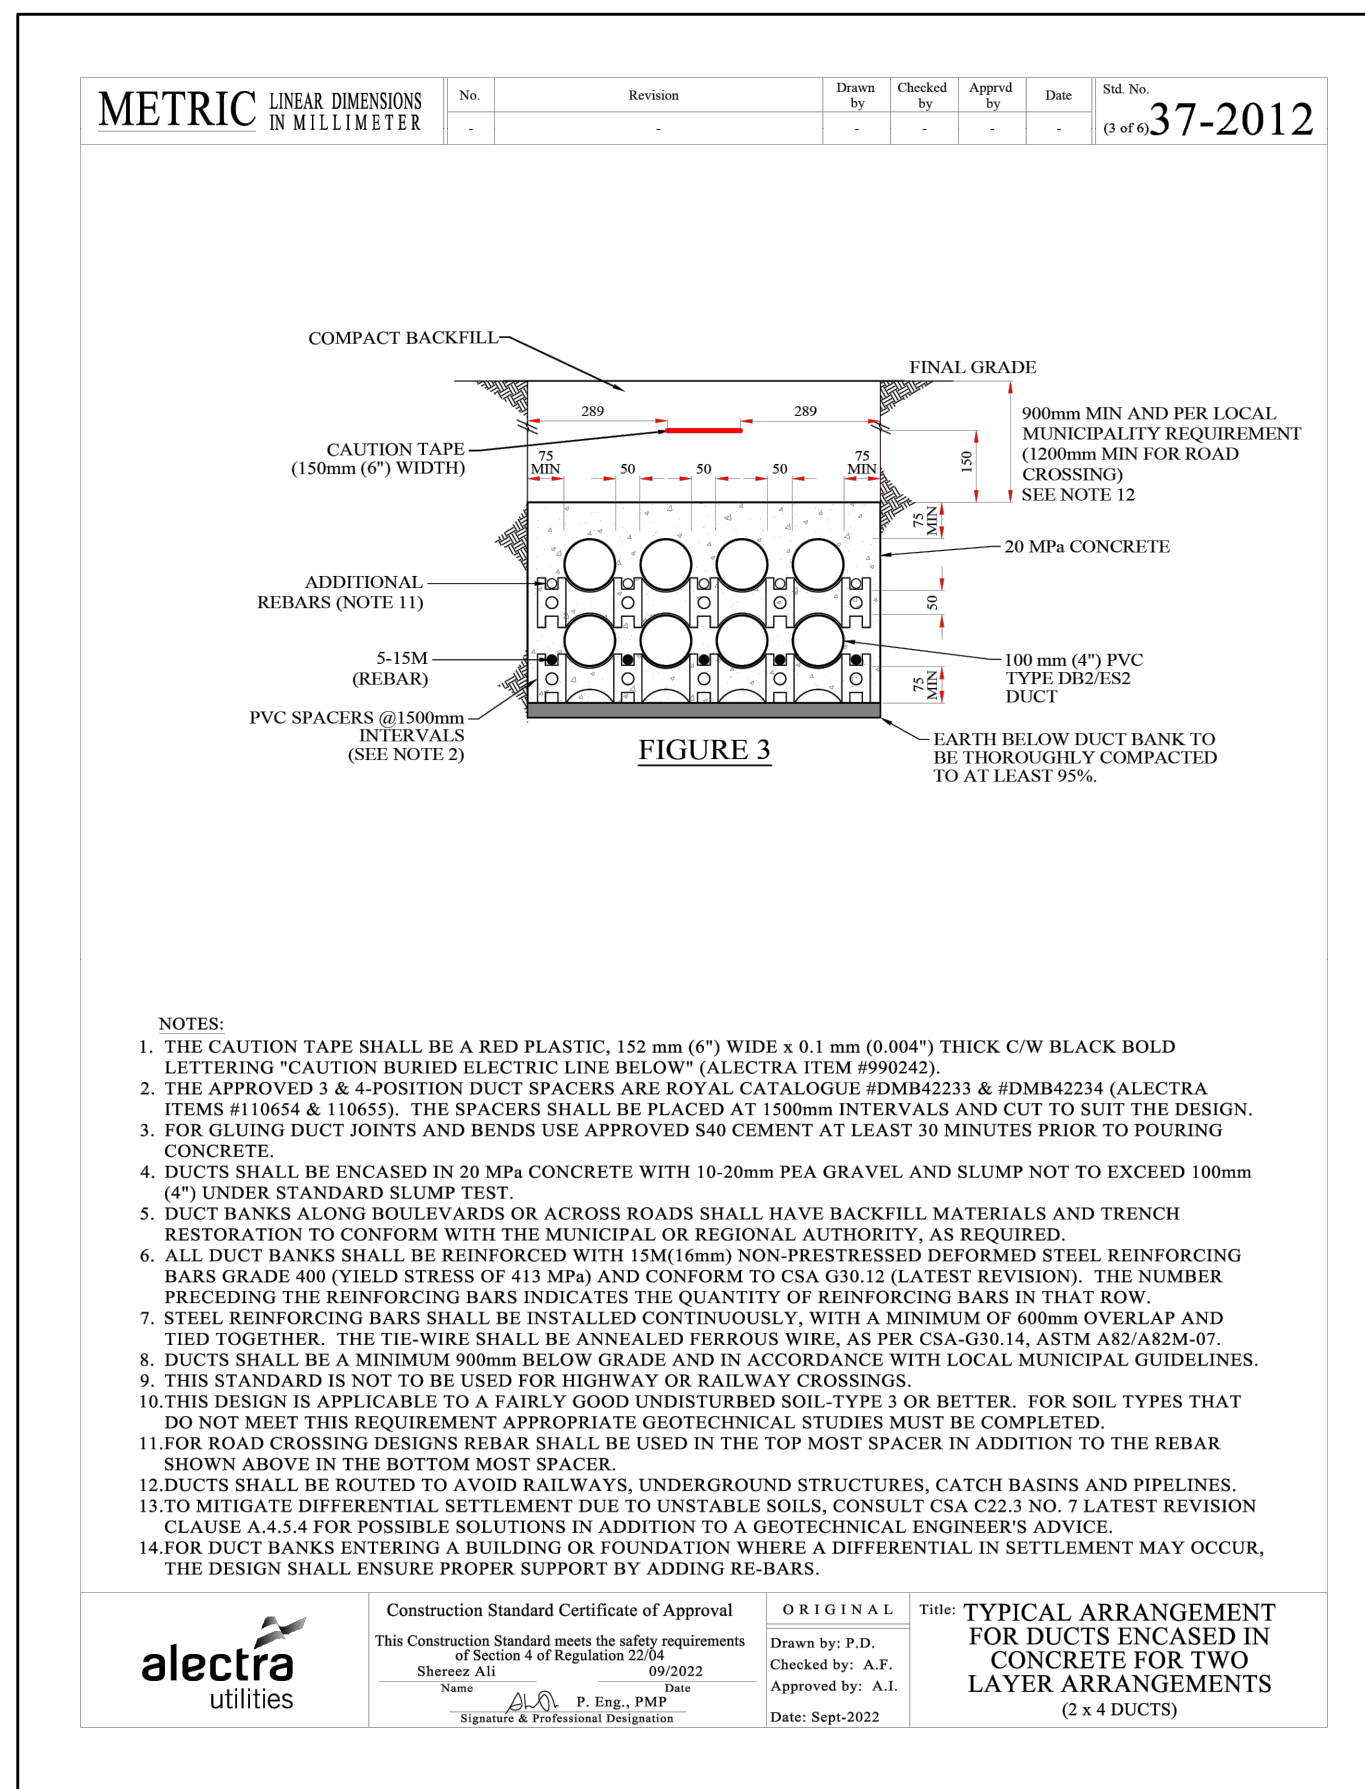 METRIC LINEAR DIMENSIONS
IN MILLIMETER
No. Revision Drawn by Checked by Apprvd by Date
- - - - - -
Std. No.
(3 of 6) 37-2012
COMPACT BACKFILL
FINAL GRADE
289 289
900mm MIN AND PER LOCAL
MUNICIPALITY REQUIREMENT
(1200mm MIN FOR ROAD
CROSSING)
SEE NOTE 12
CAUTION TAPE
(150mm (6") WIDTH)
75
MIN
50 50 50
75
MIN
150
75
MIN
20 MPa CONCRETE
ADDITIONAL
REBARS (NOTE 11)
50
5-15M
(REBAR)
100 mm (4") PVC
TYPE DB2/ES2
DUCT
75
MIN
PVC SPACERS @1500mm
INTERVALS
(SEE NOTE 2)
EARTH BELOW DUCT BANK TO
BE THOROUGHLY COMPACTED
TO AT LEAST 95%.
FIGURE 3
NOTES:
1. THE CAUTION TAPE SHALL BE A RED PLASTIC, 152 mm (6") WIDE x 0.1 mm (0.004") THICK C/W BLACK BOLD
LETTERING "CAUTION BURIED ELECTRIC LINE BELOW" (ALECTRA ITEM #990242).
2. THE APPROVED 3 & 4-POSITION DUCT SPACERS ARE ROYAL CATALOGUE #DMB42233 & #DMB42234 (ALECTRA
ITEMS #110654 & 110655). THE SPACERS SHALL BE PLACED AT 1500mm INTERVALS AND CUT TO SUIT THE DESIGN.
3. FOR GLUING DUCT JOINTS AND BENDS USE APPROVED S40 CEMENT AT LEAST 30 MINUTES PRIOR TO POURING
CONCRETE.
4. DUCTS SHALL BE ENCASED IN 20 MPa CONCRETE WITH 10-20mm PEA GRAVEL AND SLUMP NOT TO EXCEED 100mm
(4") UNDER STANDARD SLUMP TEST.
5. DUCT BANKS ALONG BOULEVARDS OR ACROSS ROADS SHALL HAVE BACKFILL MATERIALS AND TRENCH
RESTORATION TO CONFORM WITH THE MUNICIPAL OR REGIONAL AUTHORITY, AS REQUIRED.
6. ALL DUCT BANKS SHALL BE REINFORCED WITH 15M(16mm) NON-PRESTRESSED DEFORMED STEEL REINFORCING
BARS GRADE 400 (YIELD STRESS OF 413 MPa) AND CONFORM TO CSA G30.12 (LATEST REVISION). THE NUMBER
PRECEDING THE REINFORCING BARS INDICATES THE QUANTITY OF REINFORCING BARS IN THAT ROW.
7. STEEL REINFORCING BARS SHALL BE INSTALLED CONTINUOUSLY, WITH A MINIMUM OF 600mm OVERLAP AND
TIED TOGETHER. THE TIE-WIRE SHALL BE ANNEALED FERROUS WIRE, AS PER CSA-G30.14, ASTM A82/A82M-07.
8. DUCTS SHALL BE A MINIMUM 900mm BELOW GRADE AND IN ACCORDANCE WITH LOCAL MUNICIPAL GUIDELINES.
9. THIS STANDARD IS NOT TO BE USED FOR HIGHWAY OR RAILWAY CROSSINGS.
10.THIS DESIGN IS APPLICABLE TO A FAIRLY GOOD UNDISTURBED SOIL-TYPE 3 OR BETTER. FOR SOIL TYPES THAT
DO NOT MEET THIS REQUIREMENT APPROPRIATE GEOTECHNICAL STUDIES MUST BE COMPLETED.
11.FOR ROAD CROSSING DESIGNS REBAR SHALL BE USED IN THE TOP MOST SPACER IN ADDITION TO THE REBAR
SHOWN ABOVE IN THE BOTTOM MOST SPACER.
12.DUCTS SHALL BE ROUTED TO AVOID RAILWAYS, UNDERGROUND STRUCTURES, CATCH BASINS AND PIPELINES.
13.TO MITIGATE DIFFERENTIAL SETTLEMENT DUE TO UNSTABLE SOILS, CONSULT CSA C22.3 NO. 7 LATEST REVISION
CLAUSE A.4.5.4 FOR POSSIBLE SOLUTIONS IN ADDITION TO A GEOTECHNICAL ENGINEER'S ADVICE.
14.FOR DUCT BANKS ENTERING A BUILDING OR FOUNDATION WHERE A DIFFERENTIAL IN SETTLEMENT MAY OCCUR,
THE DESIGN SHALL ENSURE PROPER SUPPORT BY ADDING RE-BARS.
alectra
utilities
Construction Standard Certificate of Approval
This Construction Standard meets the safety requirements
of Section 4 of Regulation 22/04
Shereez Ali 09/2022
Name Date
P. Eng., PMP
Signature & Professional Designation
ORIGINAL
Drawn by: P.D.
Checked by: A.F.
Approved by: A.I.
Date: Sept-2022
Title: TYPICAL ARRANGEMENT
FOR DUCTS ENCASED IN
CONCRETE FOR TWO
LAYER ARRANGEMENTS
(2 x 4 DUCTS)